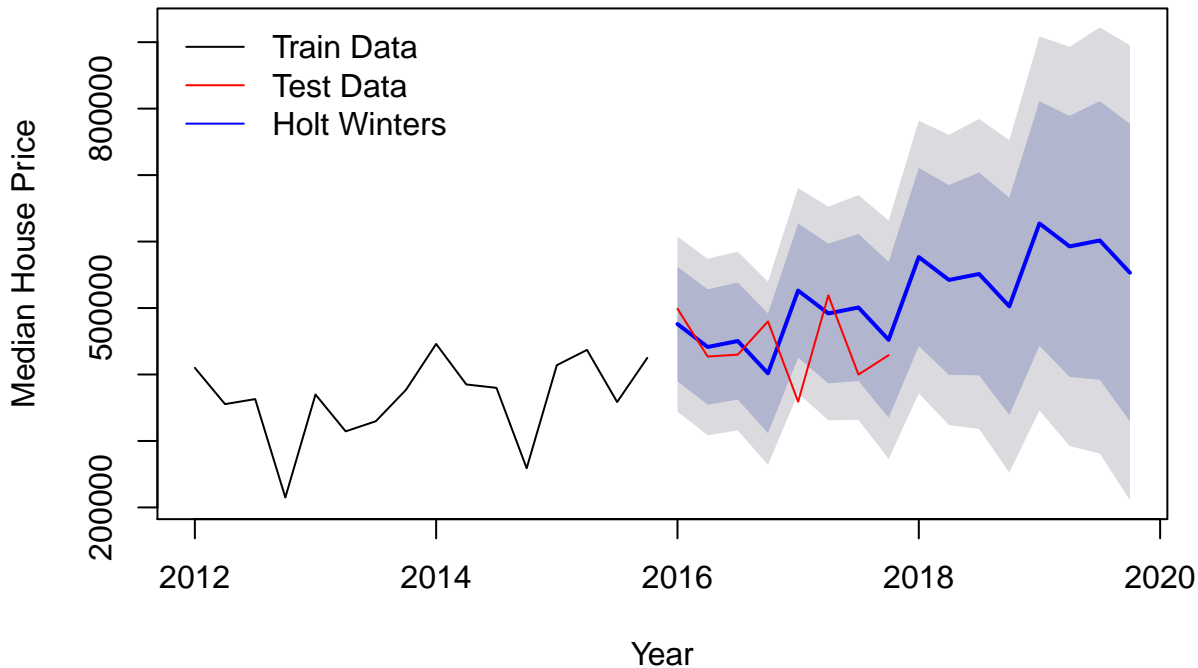 Train Data
Test Data
Holt Winters
Median House Price
800000
500000
200000
2012 2014 2016 2018 2020
Year